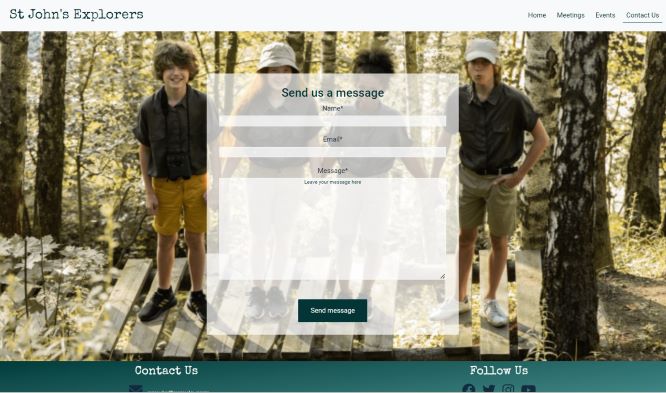 St John's Explorers
Home Meetings Events Contact Us
Send us a message
Name*
Email*
Message*
Leave your message here
Send message
Contact Us Follow Us